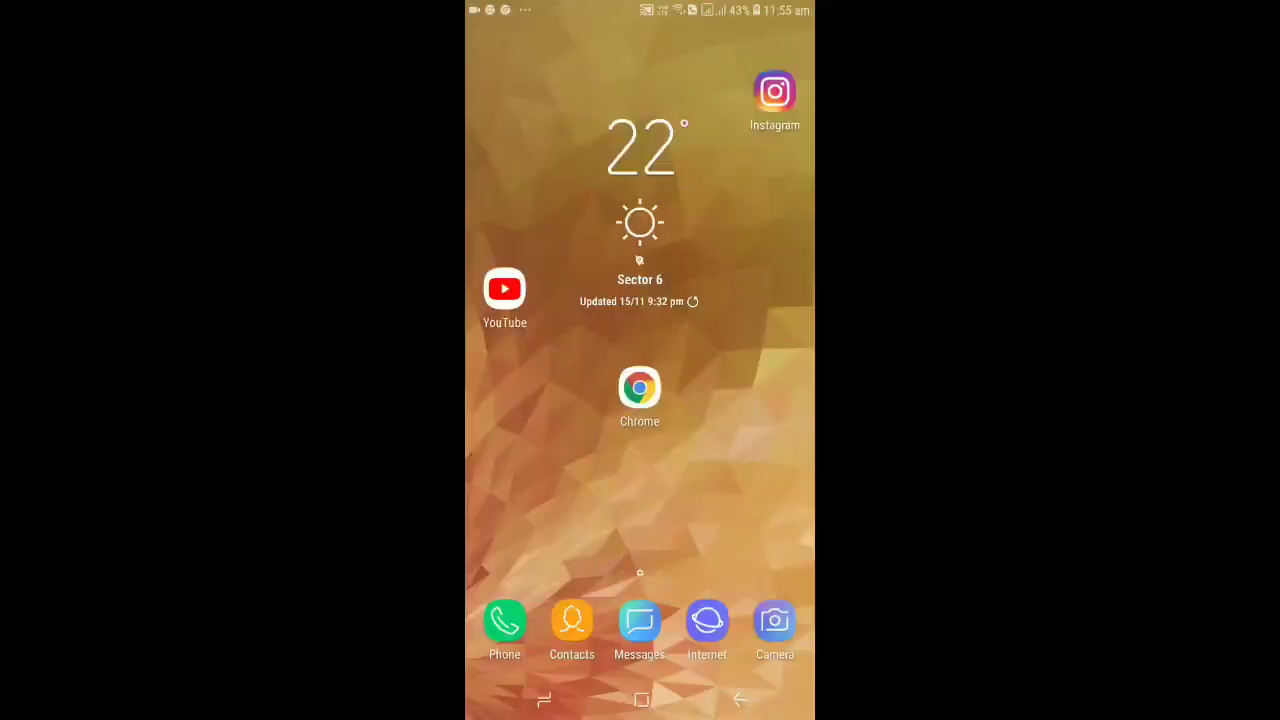 43% 11:55 am
Instagram
22°
Sector 6
Updated 15/11 9:32 pm
YouTube
Chrome
Phone
Contacts
Messages
Internet
Camera